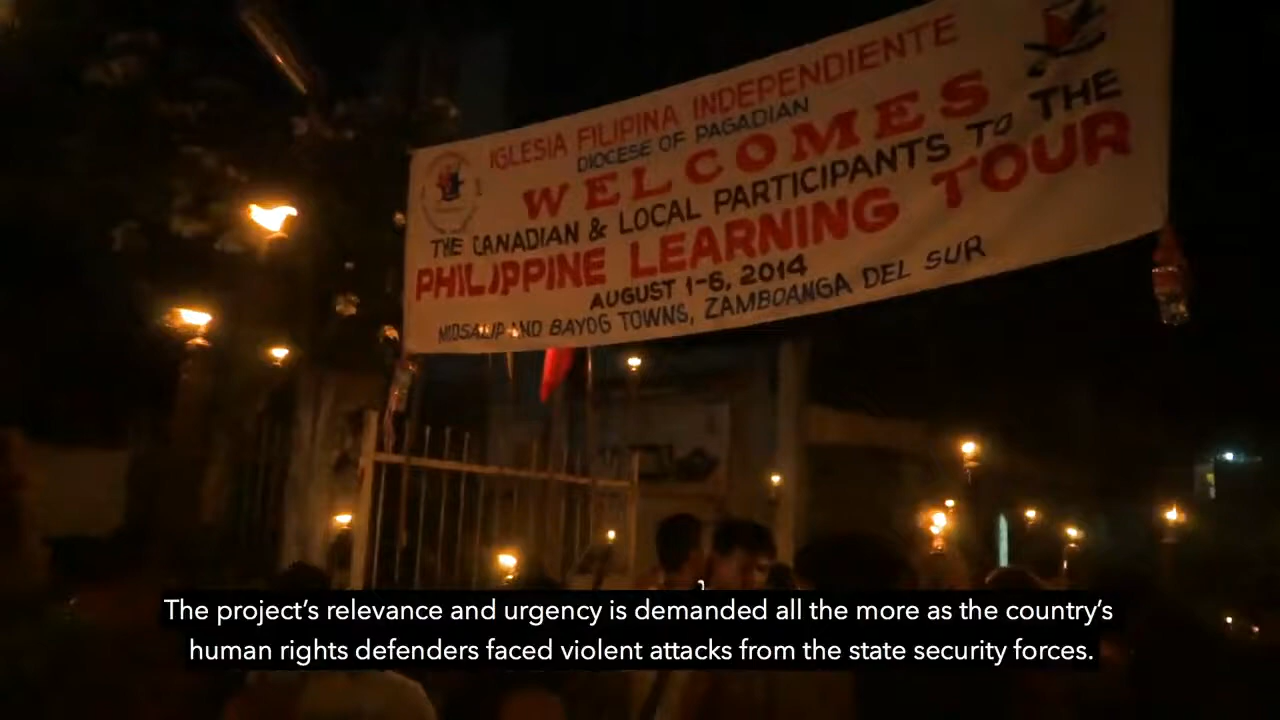 IGLESIA FILIPINA INDEPENDIENTE
DIOCESE OF PAGADIAN
WELCOMES
THE CANADIAN & LOCAL PARTICIPANTS TO THE
PHILIPPINE LEARNING TOUR
AUGUST 1-6, 2014
MIDSALIP AND BAYOG TOWNS, ZAMBOANGA DEL SUR
The project's relevance and urgency is demanded all the more as the country's
human rights defenders faced violent attacks from the state security forces.